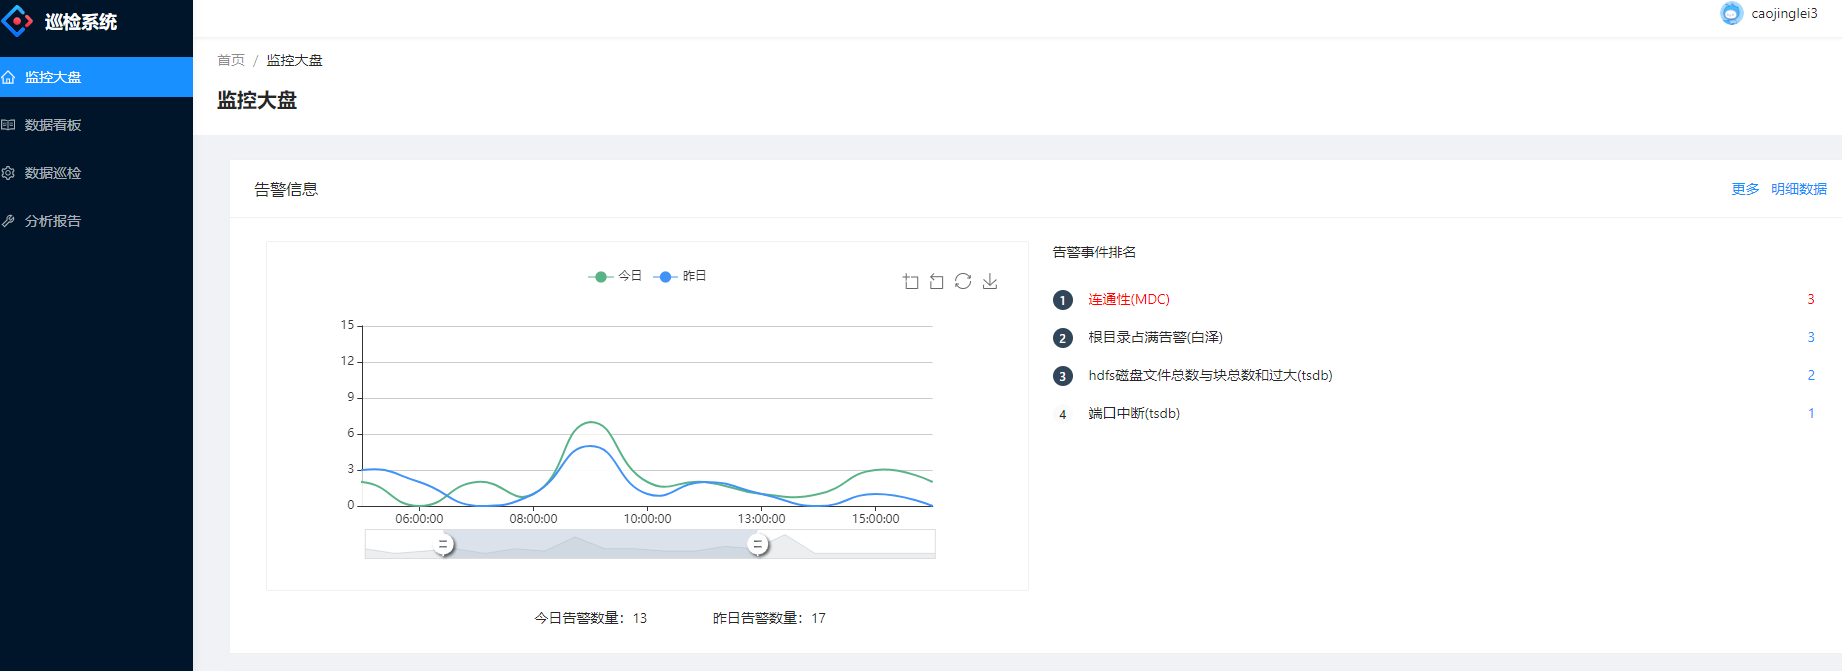 巡检系统
caojinglei3
监控大盘
数据看板
数据巡检
分析报告
首页 / 监控大盘
监控大盘
告警信息
更多 明细数据
今日 昨日
15
12
9
6
3
0
06:00:00 08:00:00 10:00:00 13:00:00 15:00:00
今日告警数量：13 昨日告警数量：17
告警事件排名
1 连通性(MDC) 3
2 根目录占满告警(白泽) 3
3 hdfs磁盘文件总数与块总数和过大(tsdb) 2
4 端口中断(tsdb) 1